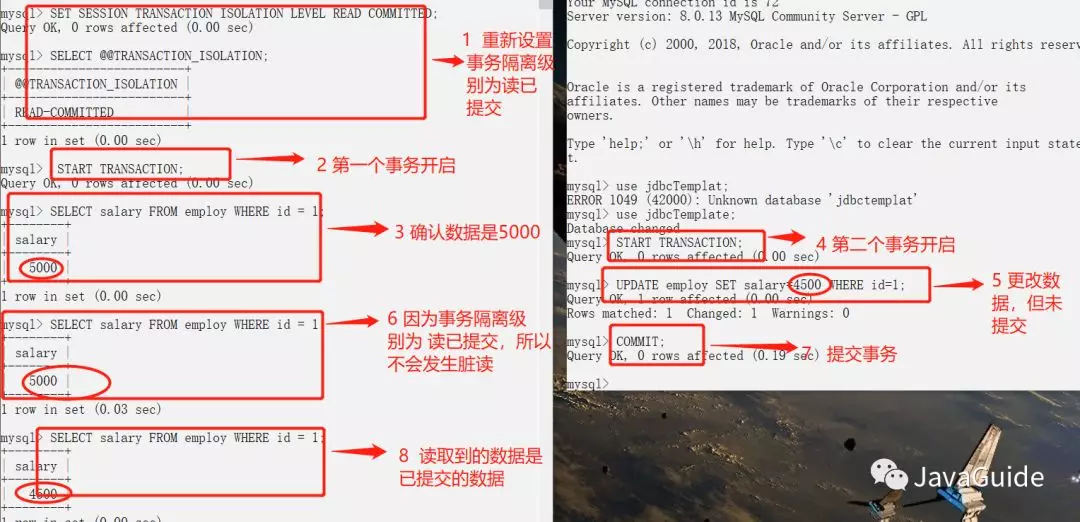 mysql> SET SESSION TRANSACTION ISOLATION LEVEL READ COMMITTED;
Query OK, 0 rows affected (0.00 sec)
mysql> SELECT @@TRANSACTION_ISOLATION;
+-------------------------+
| @@TRANSACTION_ISOLATION |
+-------------------------+
| READ-COMMITTED          |
+-------------------------+
1 row in set (0.00 sec)
mysql> START TRANSACTION;
Query OK, 0 rows affected (0.00 sec)
mysql> SELECT salary FROM employ WHERE id = 1;
+--------+
| salary |
+--------+
| 5000 |
+--------+
1 row in set (0.00 sec)
mysql> SELECT salary FROM employ WHERE id = 1
| salary |
+--------+
| 5000 |
+--------+
1 row in set (0.03 sec)
mysql> SELECT salary FROM employ WHERE id = 1;
+--------+
| salary |
+--------+
| 4500 |
+--------+
1 row in set (0.00 sec)
1 重新设置
事务隔离级
别为读已
提交
2 第一个事务开启
3 确认数据是5000
6 因为事务隔离级
别为 读已提交，所以
不会发生脏读
8 读取到的数据是
已提交的数据
Your MySQL connection id is 72
Server version: 8.0.13 MySQL Community Server - GPL
Copyright (c) 2000, 2018, Oracle and/or its affiliates. All rights reserv
Oracle is a registered trademark of Oracle Corporation and/or its
affiliates. Other names may be trademarks of their respective
owners.
Type 'help;' or '\h' for help. Type '\c' to clear the current input state
t.
mysql> use jdbcTemplat;
ERROR 1049 (42000): Unknown database 'jdbctemplat'
mysql> use jdbcTemplate;
Database changed
mysql> START TRANSACTION;
Query OK, 0 rows affected (0.00 sec)
mysql> UPDATE employ SET salary=4500 WHERE id=1;
Query OK, 1 row affected (0.00 sec)
Rows matched: 1 Changed: 1 Warnings: 0
mysql> COMMIT;
Query OK, 0 rows affected (0.19 sec)
mysql>
4 第二个事务开启
5 更改数
据，但未
提交
7 提交事务
JavaGuide